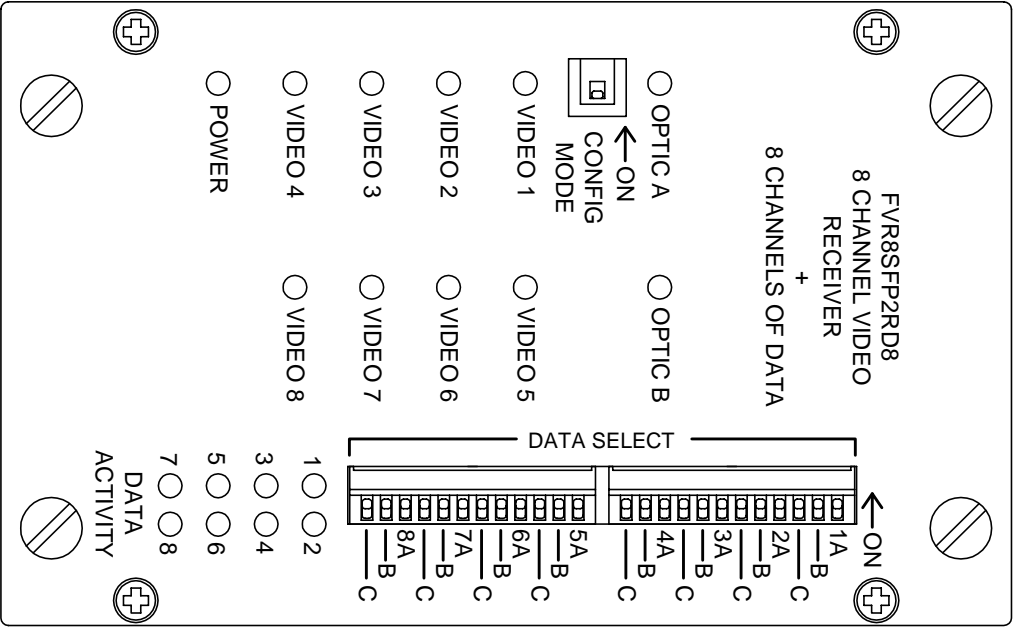 FVR8SFP2RD8
8 CHANNEL VIDEO
RECEIVER
+
8 CHANNELS OF DATA
OPTIC A
OPTIC B
←ON
CONFIG
MODE
VIDEO 1
VIDEO 5
VIDEO 2
VIDEO 6
VIDEO 3
VIDEO 7
VIDEO 4
VIDEO 8
POWER
DATA SELECT
←ON
1A
B
C
2A
B
C
3A
B
C
4A
B
C
5A
B
C
6A
B
C
7A
B
C
8A
B
C
1 2
3 4
5 6
7 8
DATA
ACTIVITY